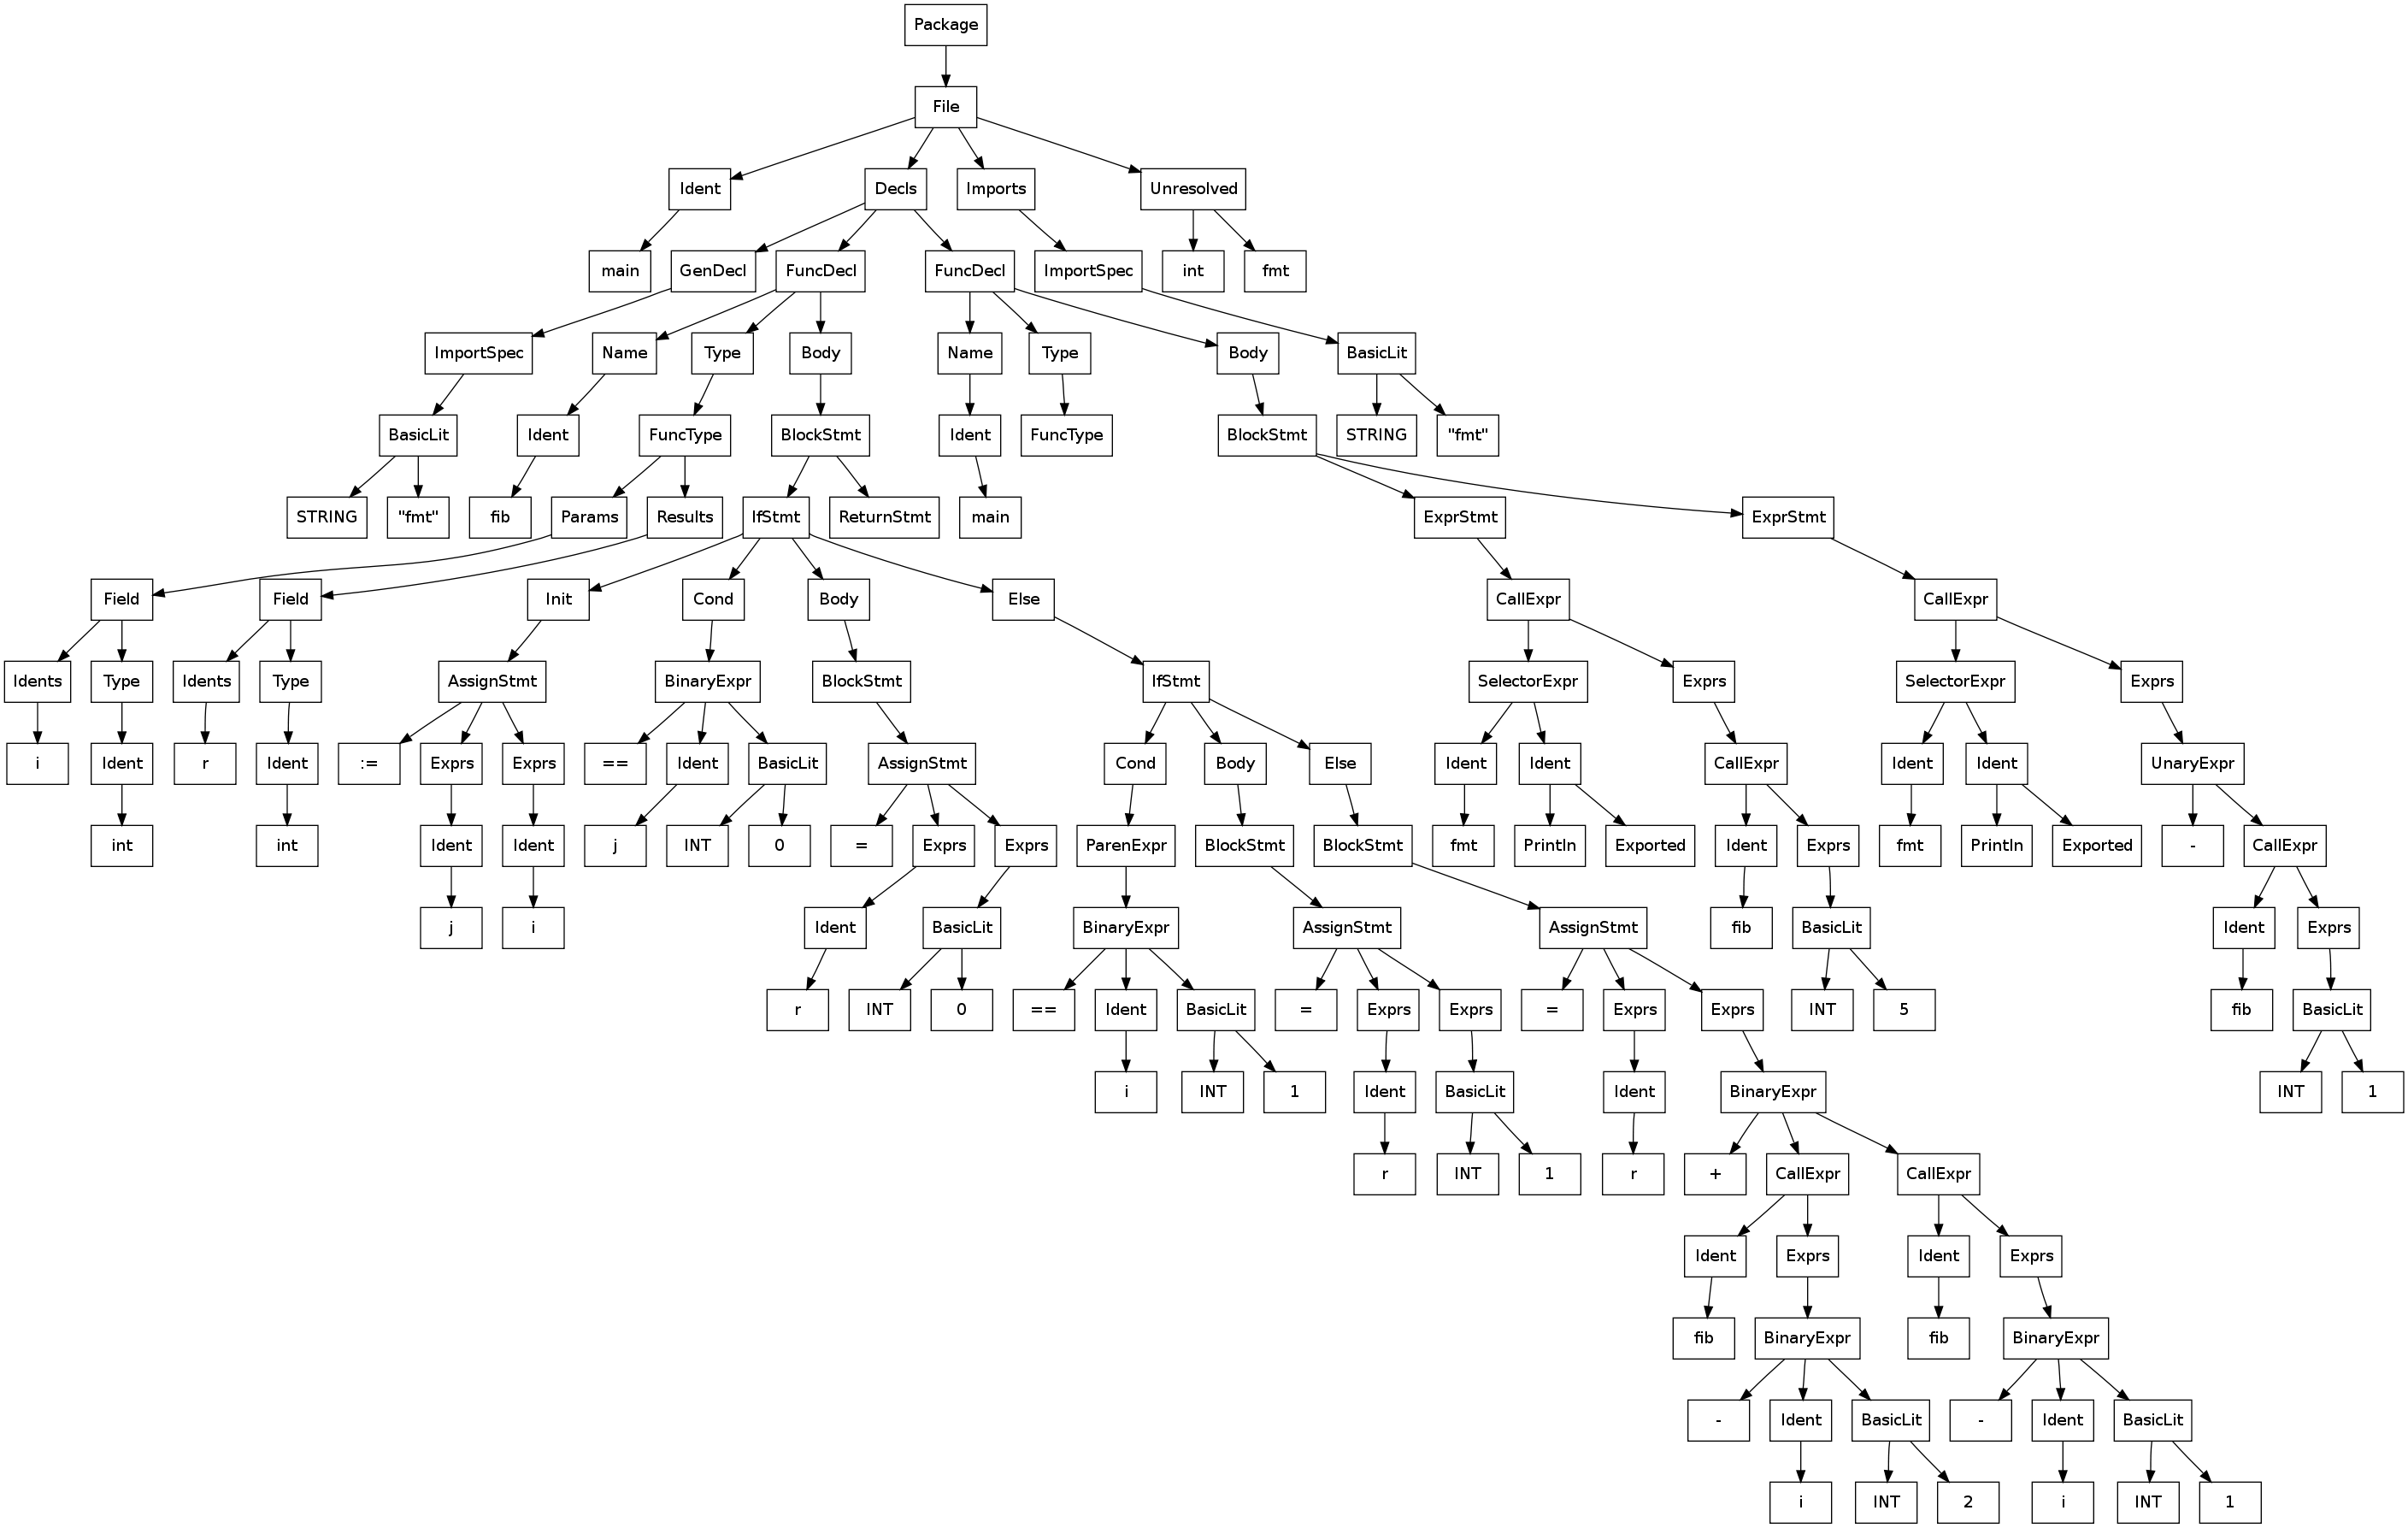 Package
File
Ident Decls Imports Unresolved
main GenDecl FuncDecl FuncDecl ImportSpec int fmt
ImportSpec Name Type Body Name Type Body BasicLit
BasicLit Ident FuncType BlockStmt Ident FuncType BlockStmt STRING "fmt"
STRING "fmt" fib Params Results IfStmt ReturnStmt main ExprStmt ExprStmt
Field Field Init Cond Body Else CallExpr CallExpr
Idents Type Idents Type AssignStmt BinaryExpr BlockStmt IfStmt SelectorExpr Exprs SelectorExpr Exprs
i Ident r Ident := Exprs Exprs == Ident BasicLit AssignStmt Cond Body Else Ident Ident CallExpr Ident Ident UnaryExpr
int int Ident Ident j INT 0 = Exprs Exprs ParenExpr BlockStmt BlockStmt fmt Println Exported Ident Exprs fmt Println Exported - CallExpr
j i Ident BasicLit BinaryExpr AssignStmt AssignStmt fib BasicLit Ident Exprs
r INT 0 == Ident BasicLit = Exprs Exprs = Exprs Exprs INT 5 fib BasicLit
i INT 1 Ident BasicLit Ident BinaryExpr INT 1
r INT 1 r + CallExpr CallExpr
Ident Exprs Ident Exprs
fib BinaryExpr fib BinaryExpr
- Ident BasicLit - Ident BasicLit
i INT 2 i INT 1